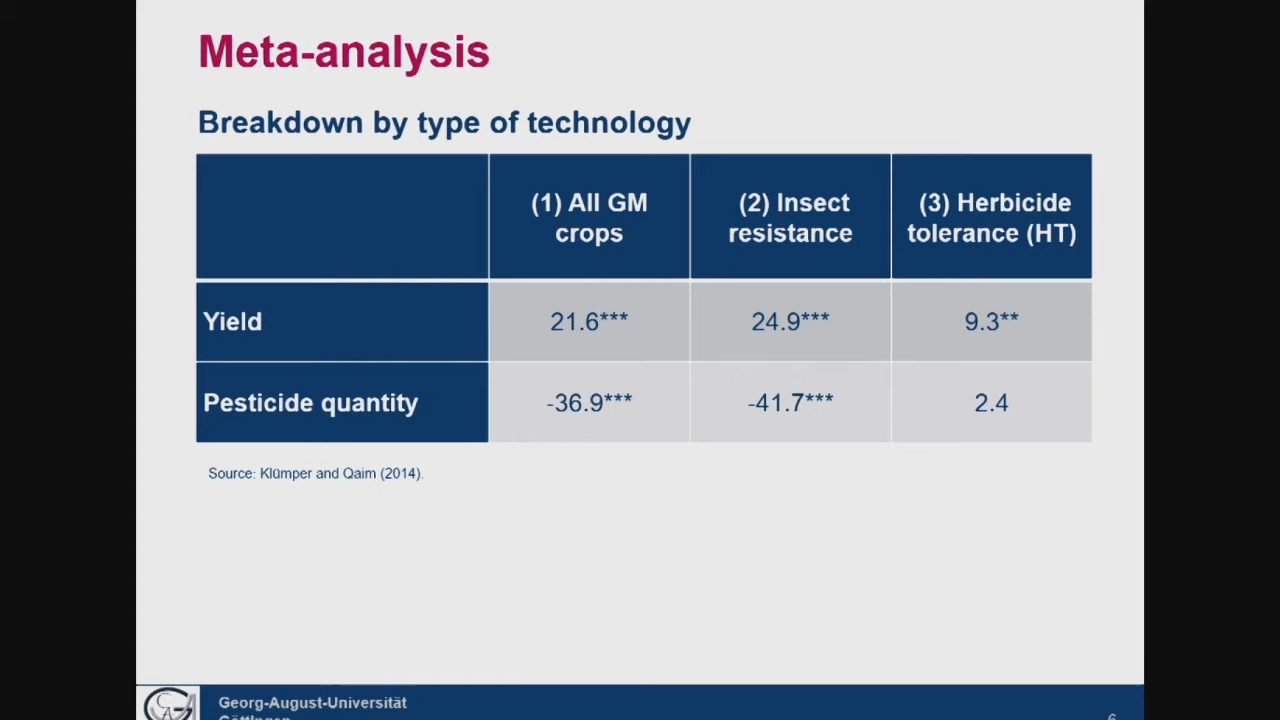 Meta-analysis
Breakdown by type of technology
(1) All GM crops
(2) Insect resistance
(3) Herbicide tolerance (HT)
Yield
21.6***
24.9***
9.3**
Pesticide quantity
-36.9***
-41.7***
2.4
Source: Klümper and Qaim (2014).
Georg-August-Universität
Göttingen
6